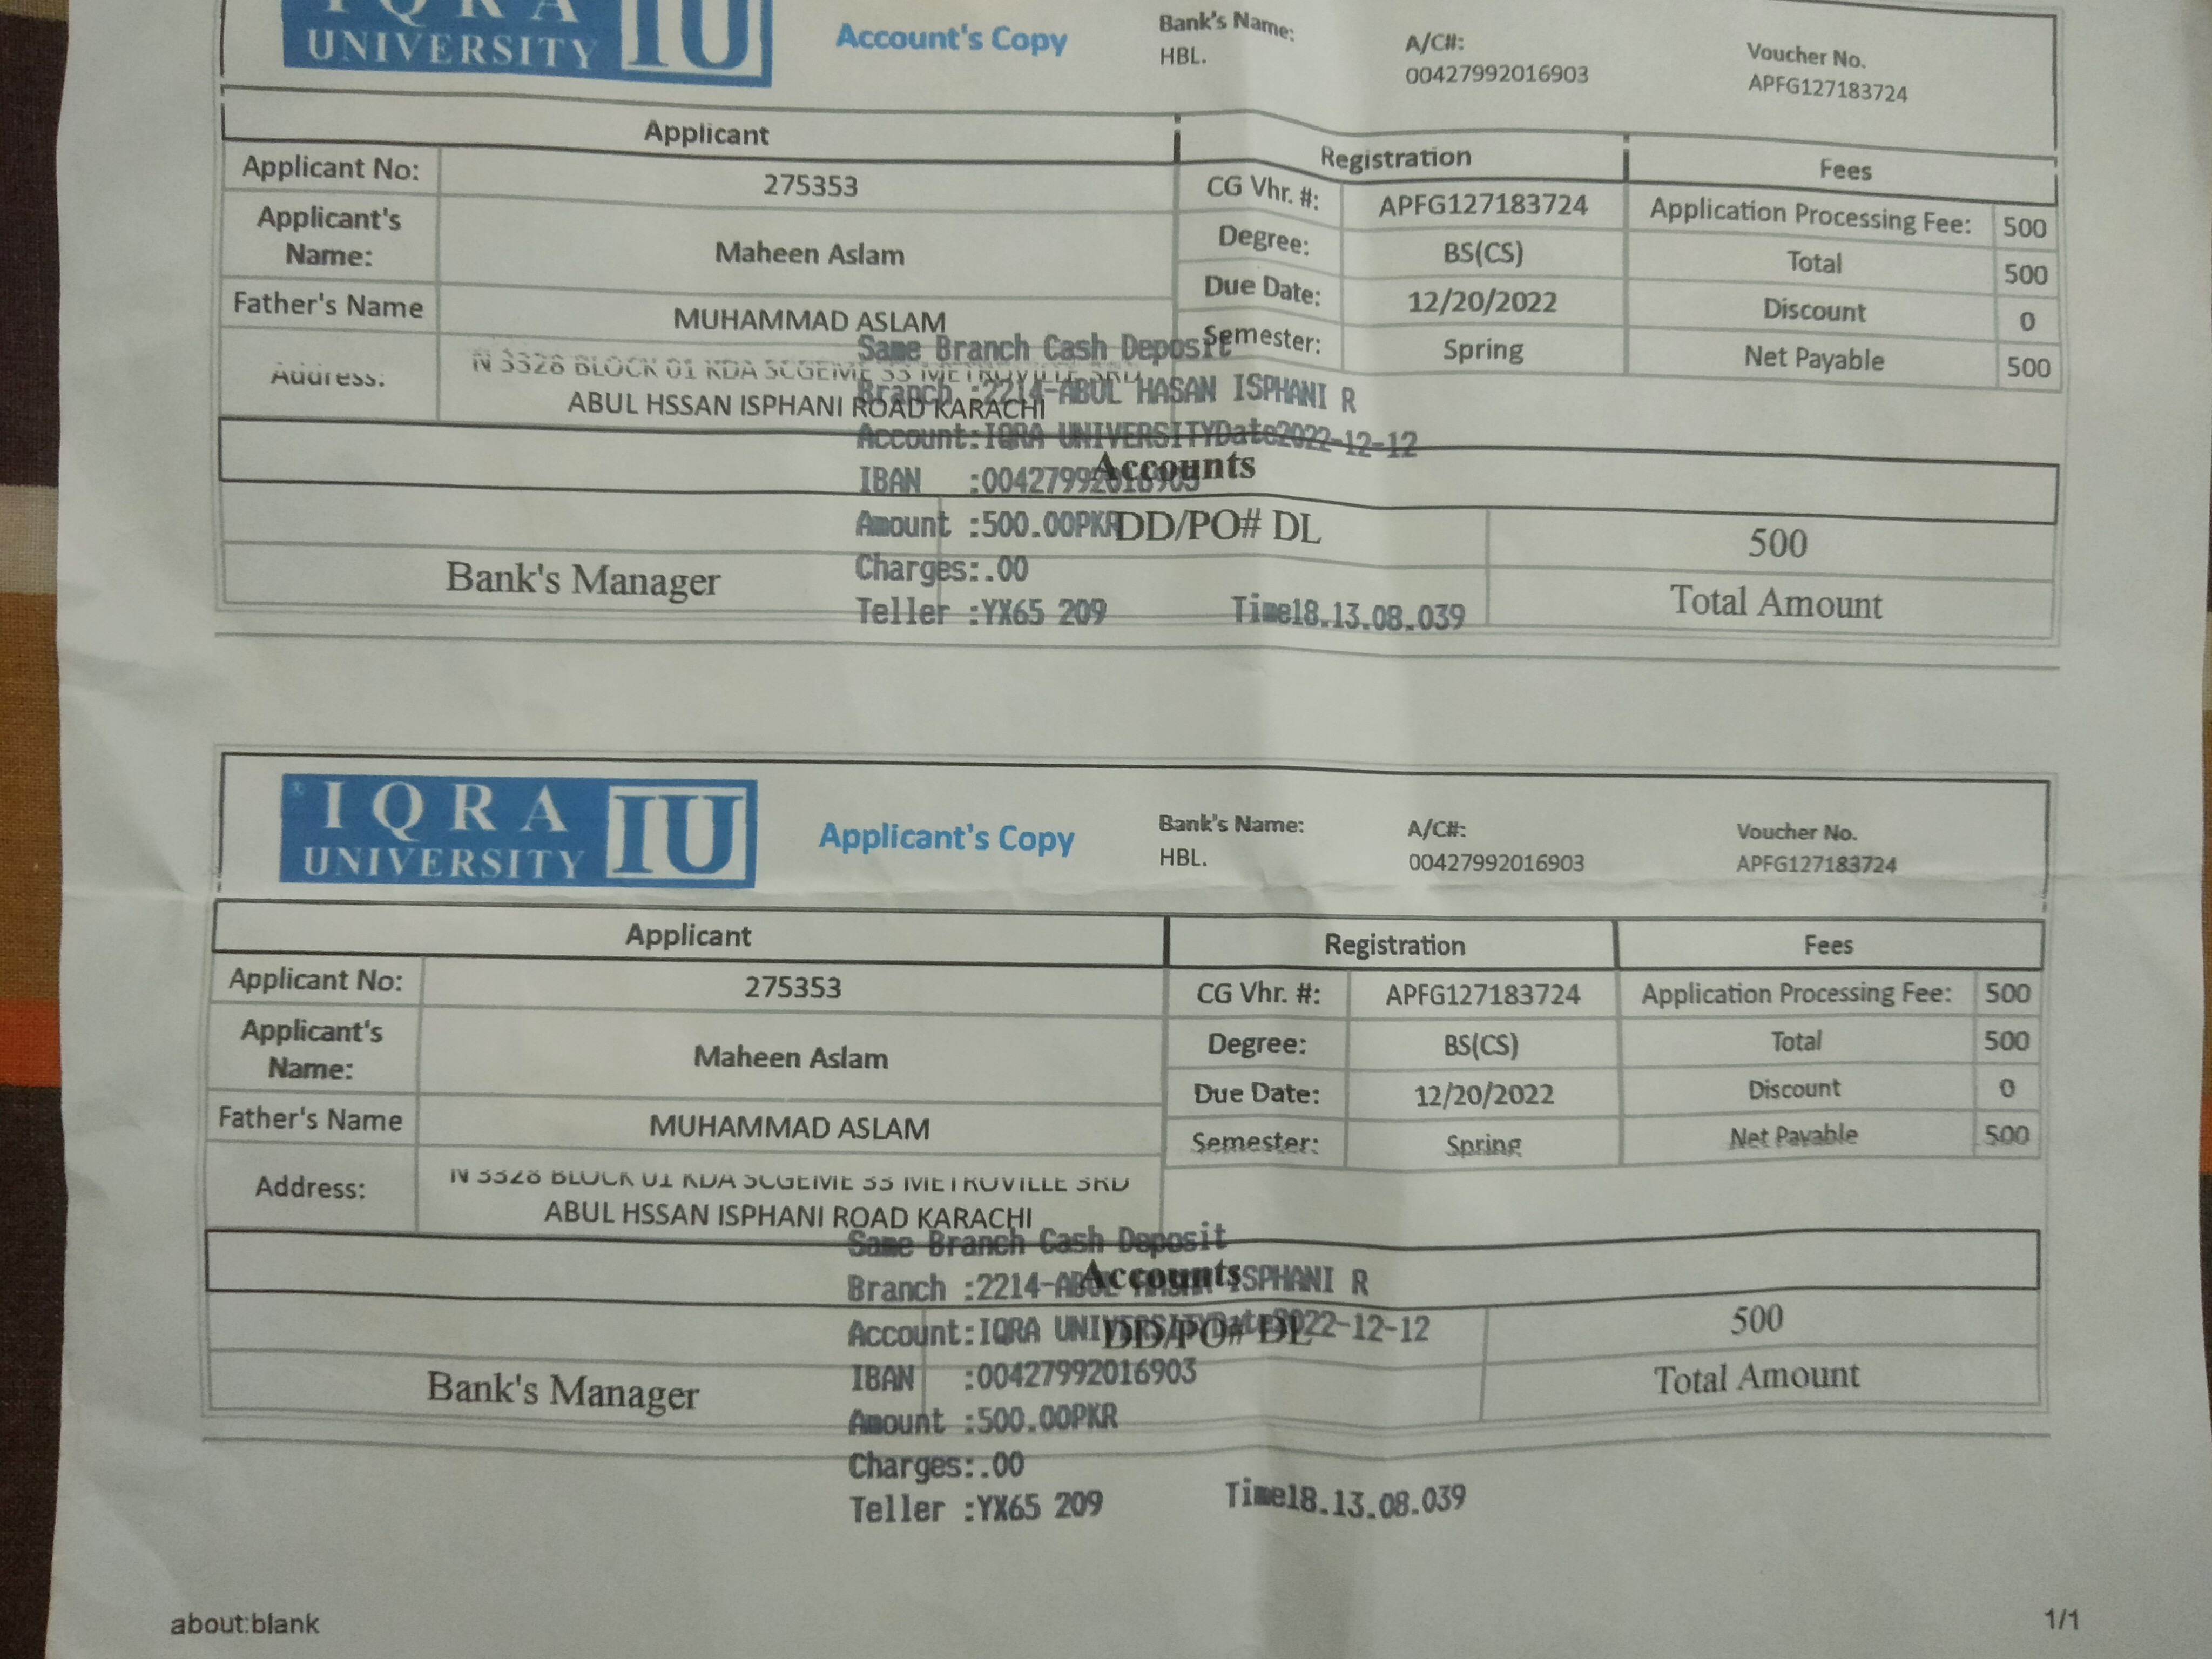 IQRA
UNIVERSITY IU
Account's Copy
Bank's Name:
HBL.
A/C#:
00427992016903
Voucher No.
APFG127183724
Applicant
Registration
Fees
Applicant No: 275353
CG Vhr. #: APFG127183724
Application Processing Fee: 500
Applicant's Name: Maheen Aslam
Degree: BS(CS)
Total 500
Due Date: 12/20/2022
Discount 0
Father's Name MUHAMMAD ASLAM
Semester: Spring
Net Payable 500
Address: N 3328 BLOCK 01 KDA SCGEME 33 METROVILLE 3RD
ABUL HSSAN ISPHANI ROAD KARACHI
Same Branch Cash Deposit
Branch :2214-ABUL HASAN ISPHANI R
Account:IQRA UNIVERSITYDate2022-12-12
Accounts
IBAN :00427992016903
Amount :500.00PKR
DD/PO# DL
500
Charges:.00
Bank's Manager
Total Amount
Teller :YX65 209 Time18.13.08.039
IQRA
UNIVERSITY IU
Applicant's Copy
Bank's Name:
HBL.
A/C#:
00427992016903
Voucher No.
APFG127183724
Applicant
Registration
Fees
Applicant No: 275353
CG Vhr. #: APFG127183724
Application Processing Fee: 500
Applicant's Name: Maheen Aslam
Degree: BS(CS)
Total 500
Due Date: 12/20/2022
Discount 0
Father's Name MUHAMMAD ASLAM
Semester: Spring
Net Payable 500
Address: N 3328 BLOCK 01 KDA SCGEME 33 METROVILLE 3RD
ABUL HSSAN ISPHANI ROAD KARACHI
Same Branch Cash Deposit
Accounts
Branch :2214-ABUL HASAN ISPHANI R
Account:IQRA UNIVERSITYDate2022-12-12
DD/PO# DL
500
IBAN :00427992016903
Bank's Manager
Total Amount
Amount :500.00PKR
Charges:.00
Teller :YX65 209 Time18.13.08.039
about:blank
1/1